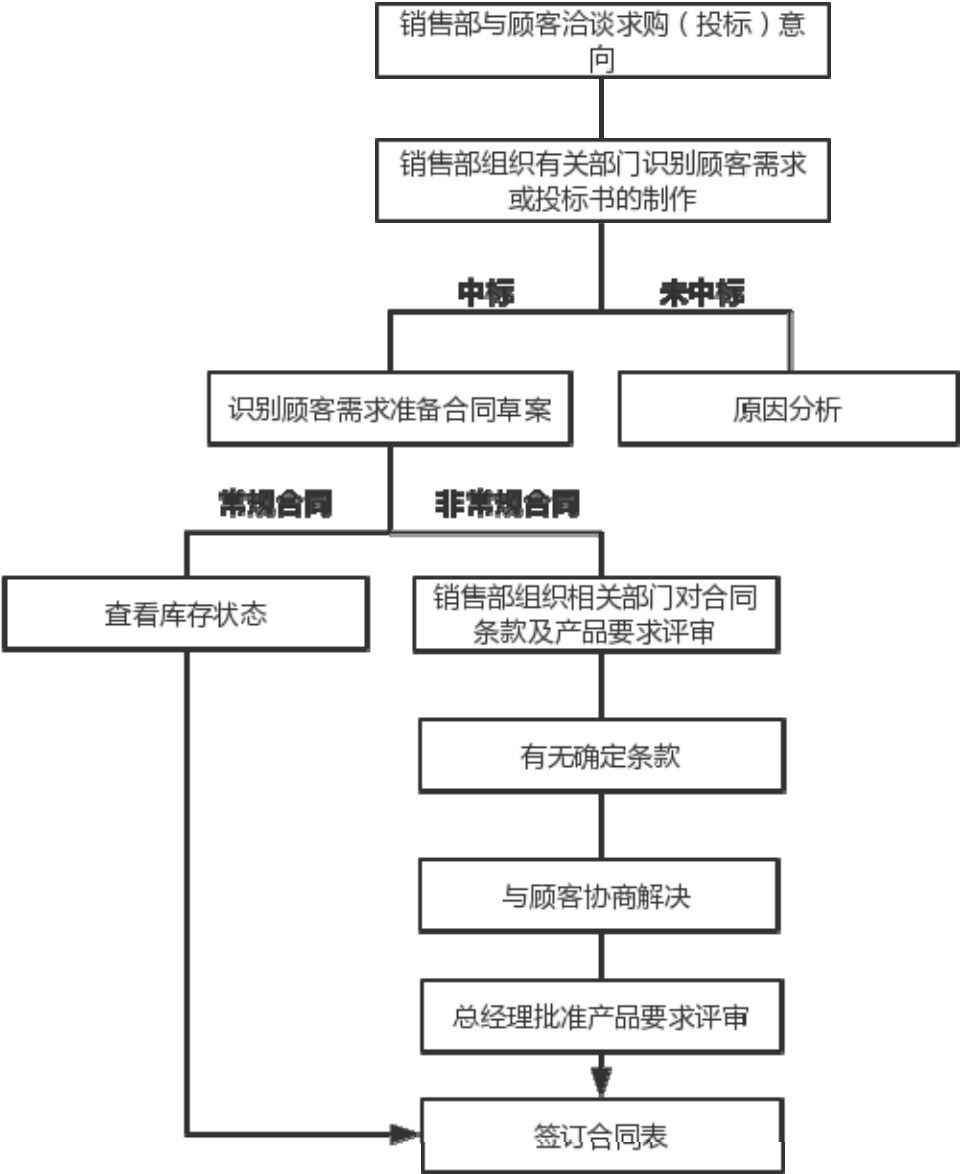 销售部与顾客洽谈求购（投标）意
向
销售部组织有关部门识别顾客需求
或投标书的制作
中标
未中标
识别顾客需求准备合同草案
原因分析
常规合同
非常规合同
查看库存状态
销售部组织相关部门对合同
条款及产品要求评审
有无确定条款
与顾客协商解决
总经理批准产品要求评审
签订合同表